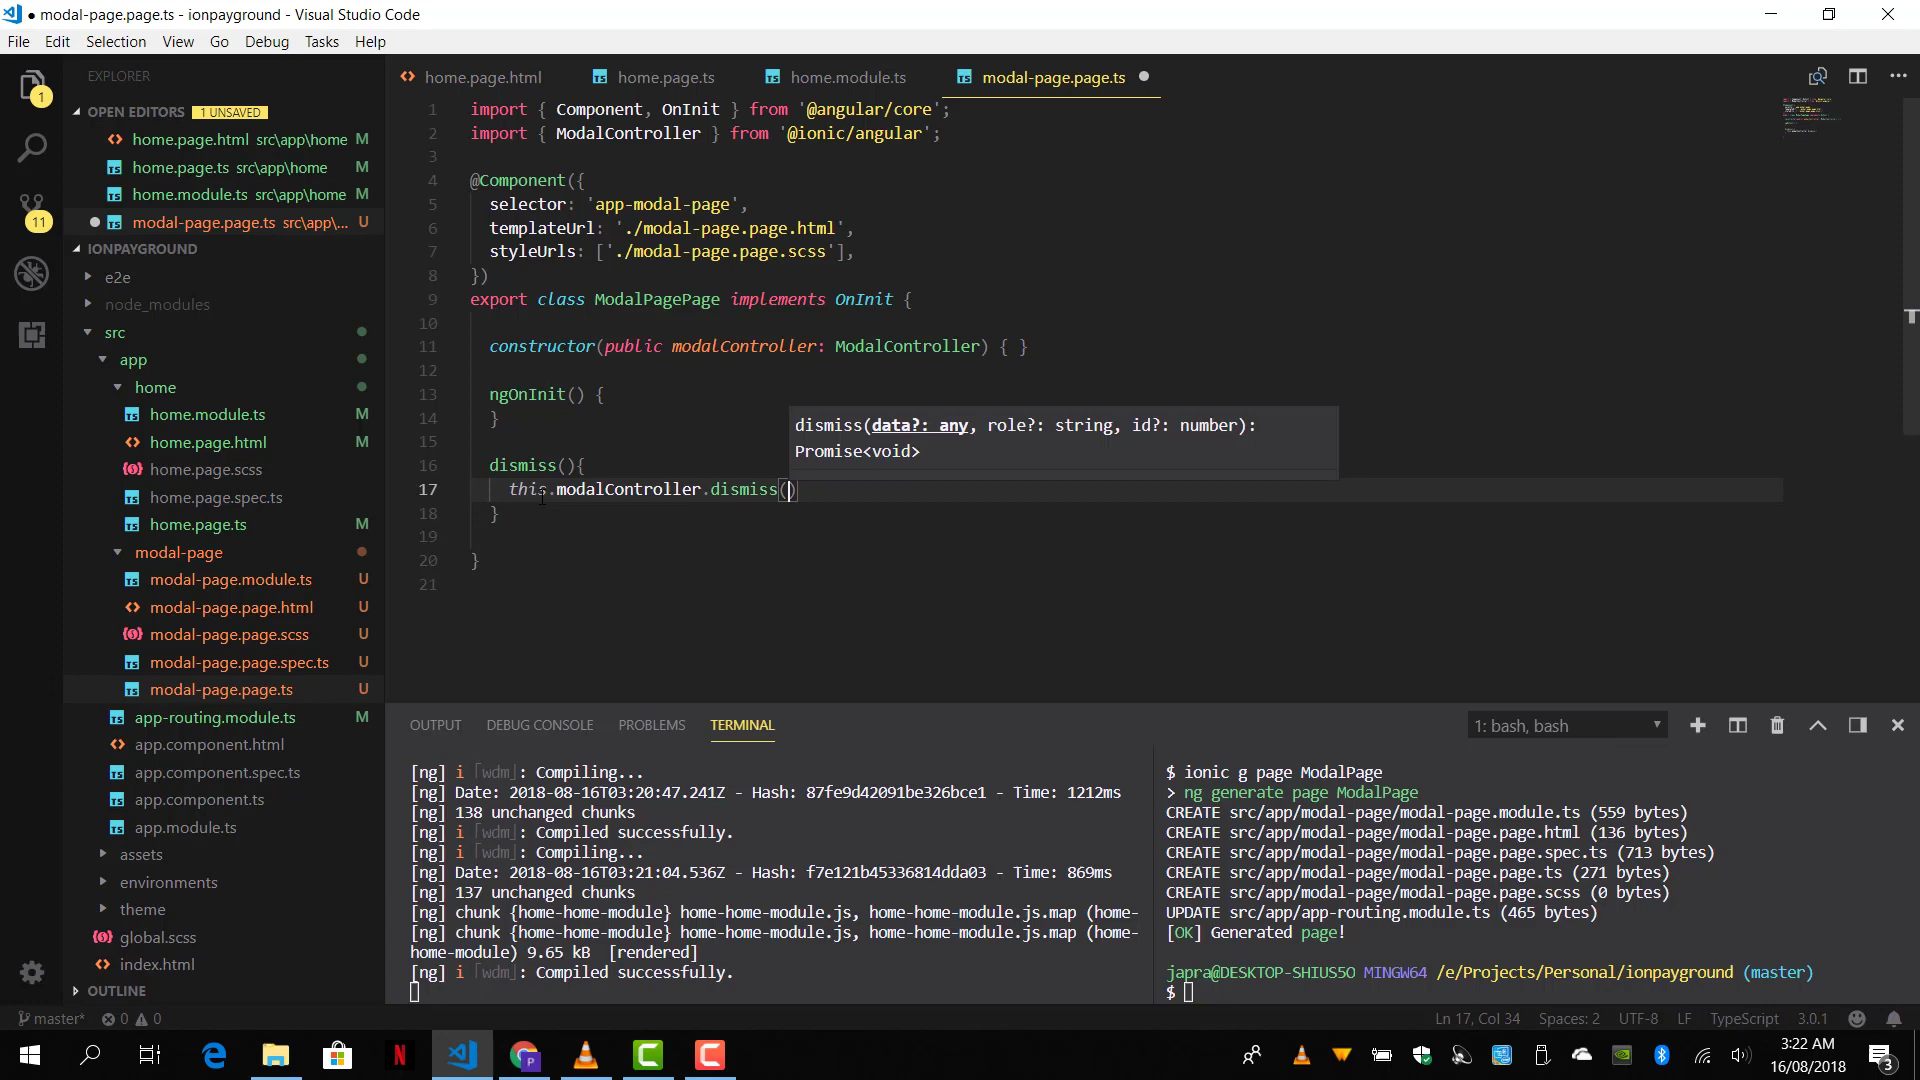 modal-page.page.ts - ionpayground - Visual Studio Code
File Edit Selection View Go Debug Tasks Help
EXPLORER
OPEN EDITORS 1 UNSAVED
home.page.html src\app\home M
home.page.ts src\app\home M
home.module.ts src\app\home M
modal-page.page.ts src\app\... U
IONPAYGROUND
e2e
node_modules
src
app
home
home.module.ts M
home.page.html M
home.page.scss
home.page.spec.ts
home.page.ts M
modal-page
modal-page.module.ts U
modal-page.page.html U
modal-page.page.scss U
modal-page.page.spec.ts U
modal-page.page.ts U
app-routing.module.ts M
app.component.html
app.component.spec.ts
app.component.ts
app.module.ts
assets
environments
theme
global.scss
index.html
OUTLINE
1
11
home.page.html home.page.ts home.module.ts modal-page.page.ts
1 import { Component, OnInit } from '@angular/core';
2 import { ModalController } from '@ionic/angular';
3
4 @Component({
5 selector: 'app-modal-page',
6 templateUrl: './modal-page.page.html',
7 styleUrls: ['./modal-page.page.scss'],
8 })
9 export class ModalPagePage implements OnInit {
10
11 constructor(public modalController: ModalController) { }
12
13 ngOnInit() {
14 }
15
16 dismiss(){
17 this.modalController.dismiss()
18 }
19
20 }
21
dismiss(data?: any, role?: string, id?: number):
Promise<void>
OUTPUT DEBUG CONSOLE PROBLEMS TERMINAL
1: bash, bash
[ng] i ｢wdm｣: Compiling...
[ng] Date: 2018-08-16T03:20:47.241Z - Hash: 87fe9d42091be326bce1 - Time: 1212ms
[ng] 138 unchanged chunks
[ng] i ｢wdm｣: Compiled successfully.
[ng] i ｢wdm｣: Compiling...
[ng] Date: 2018-08-16T03:21:04.536Z - Hash: f7e121b45336814dda03 - Time: 869ms
[ng] 137 unchanged chunks
[ng] chunk {home-home-module} home-home-module.js, home-home-module.js.map (home-
[ng] chunk {home-home-module} home-home-module.js, home-home-module.js.map (home-
home-module) 9.65 kB [rendered]
[ng] i ｢wdm｣: Compiled successfully.
$ ionic g page ModalPage
> ng generate page ModalPage
CREATE src/app/modal-page/modal-page.module.ts (559 bytes)
CREATE src/app/modal-page/modal-page.page.html (136 bytes)
CREATE src/app/modal-page/modal-page.page.spec.ts (713 bytes)
CREATE src/app/modal-page/modal-page.page.ts (271 bytes)
CREATE src/app/modal-page/modal-page.page.scss (0 bytes)
UPDATE src/app/app-routing.module.ts (465 bytes)
[OK] Generated page!
japra@DESKTOP-SHIUS5O MINGW64 /e/Projects/Personal/ionpayground (master)
$
master* 0 0
Ln 17, Col 34 Spaces: 2 UTF-8 LF TypeScript 3.0.1
3:22 AM
16/08/2018
3